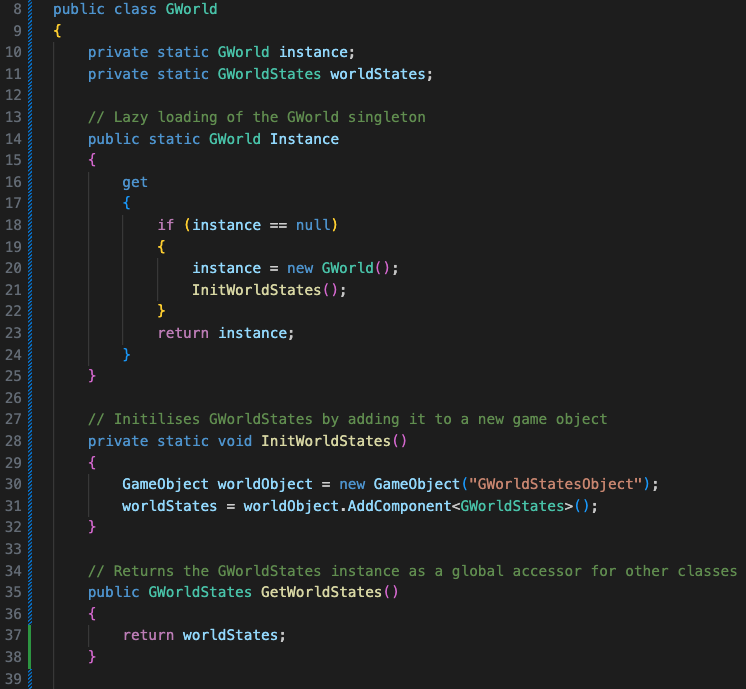 8 public class GWorld
9 {
10     private static GWorld instance;
11     private static GWorldStates worldStates;
12
13     // Lazy loading of the GWorld singleton
14     public static GWorld Instance
15     {
16         get
17         {
18             if (instance == null)
19             {
20                 instance = new GWorld();
21                 InitWorldStates();
22             }
23             return instance;
24         }
25     }
26
27     // Initilises GWorldStates by adding it to a new game object
28     private static void InitWorldStates()
29     {
30         GameObject worldObject = new GameObject("GWorldStatesObject");
31         worldStates = worldObject.AddComponent<GWorldStates>();
32     }
33
34     // Returns the GWorldStates instance as a global accessor for other classes
35     public GWorldStates GetWorldStates()
36     {
37         return worldStates;
38     }
39